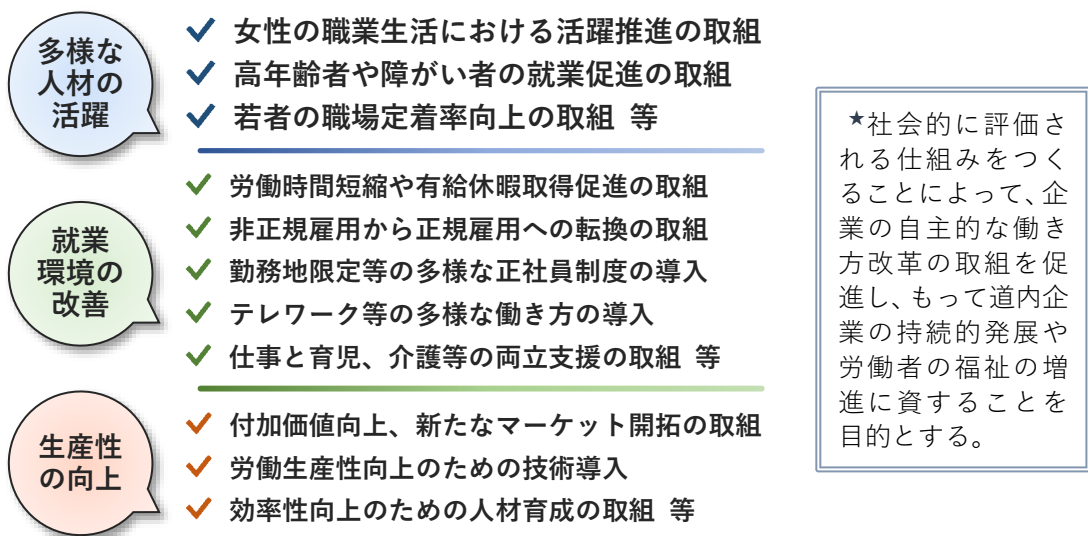 多様な
人材の
活躍
女性の職業生活における活躍推進の取組
高年齢者や障がい者の就業促進の取組
若者の職場定着率向上の取組 等
就業
環境の
改善
労働時間短縮や有給休暇取得促進の取組
非正規雇用から正規雇用への転換の取組
勤務地限定等の多様な正社員制度の導入
テレワーク等の多様な働き方の導入
仕事と育児、介護等の両立支援の取組 等
生産性
の向上
付加価値向上、新たなマーケット開拓の取組
労働生産性向上のための技術導入
効率性向上のための人材育成の取組 等
★社会的に評価さ
れる仕組みをつく
ることによって、企
業の自主的な働き
方改革の取組を促
進し、もって道内企
業の持続的発展や
労働者の福祉の増
進に資することを
目的とする。